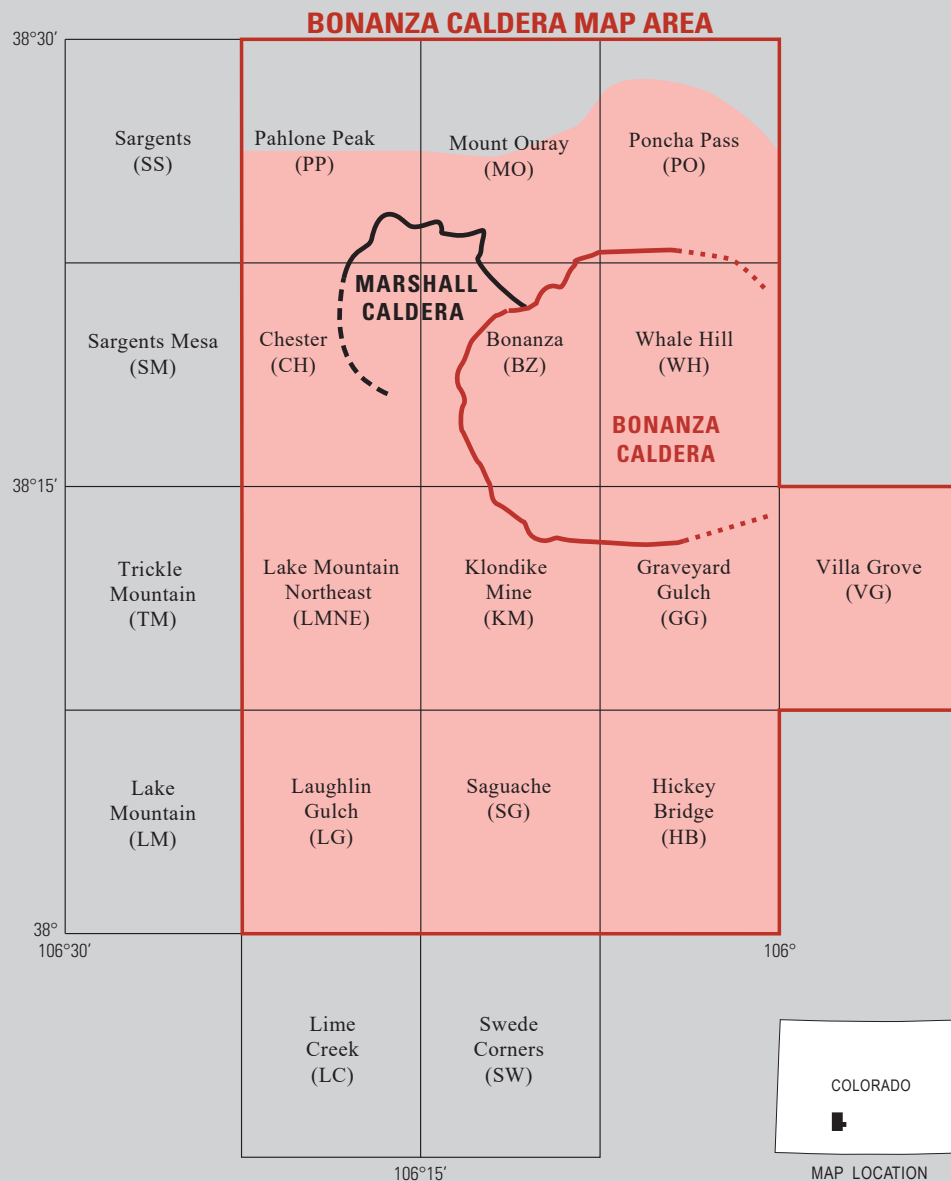 BONANZA CALDERA MAP AREA
38°30′
Sargents
(SS)
Pahlone Peak
(PP)
Mount Ouray
(MO)
Poncha Pass
(PO)
MARSHALL
CALDERA
Sargents Mesa
(SM)
Chester
(CH)
Bonanza
(BZ)
Whale Hill
(WH)
BONANZA
CALDERA
38°15′
Trickle
Mountain
(TM)
Lake Mountain
Northeast
(LMNE)
Klondike
Mine
(KM)
Graveyard
Gulch
(GG)
Villa Grove
(VG)
Lake
Mountain
(LM)
Laughlin
Gulch
(LG)
Saguache
(SG)
Hickey
Bridge
(HB)
38°
106°30′
106°
Lime
Creek
(LC)
Swede
Corners
(SW)
106°15′
COLORADO
MAP LOCATION